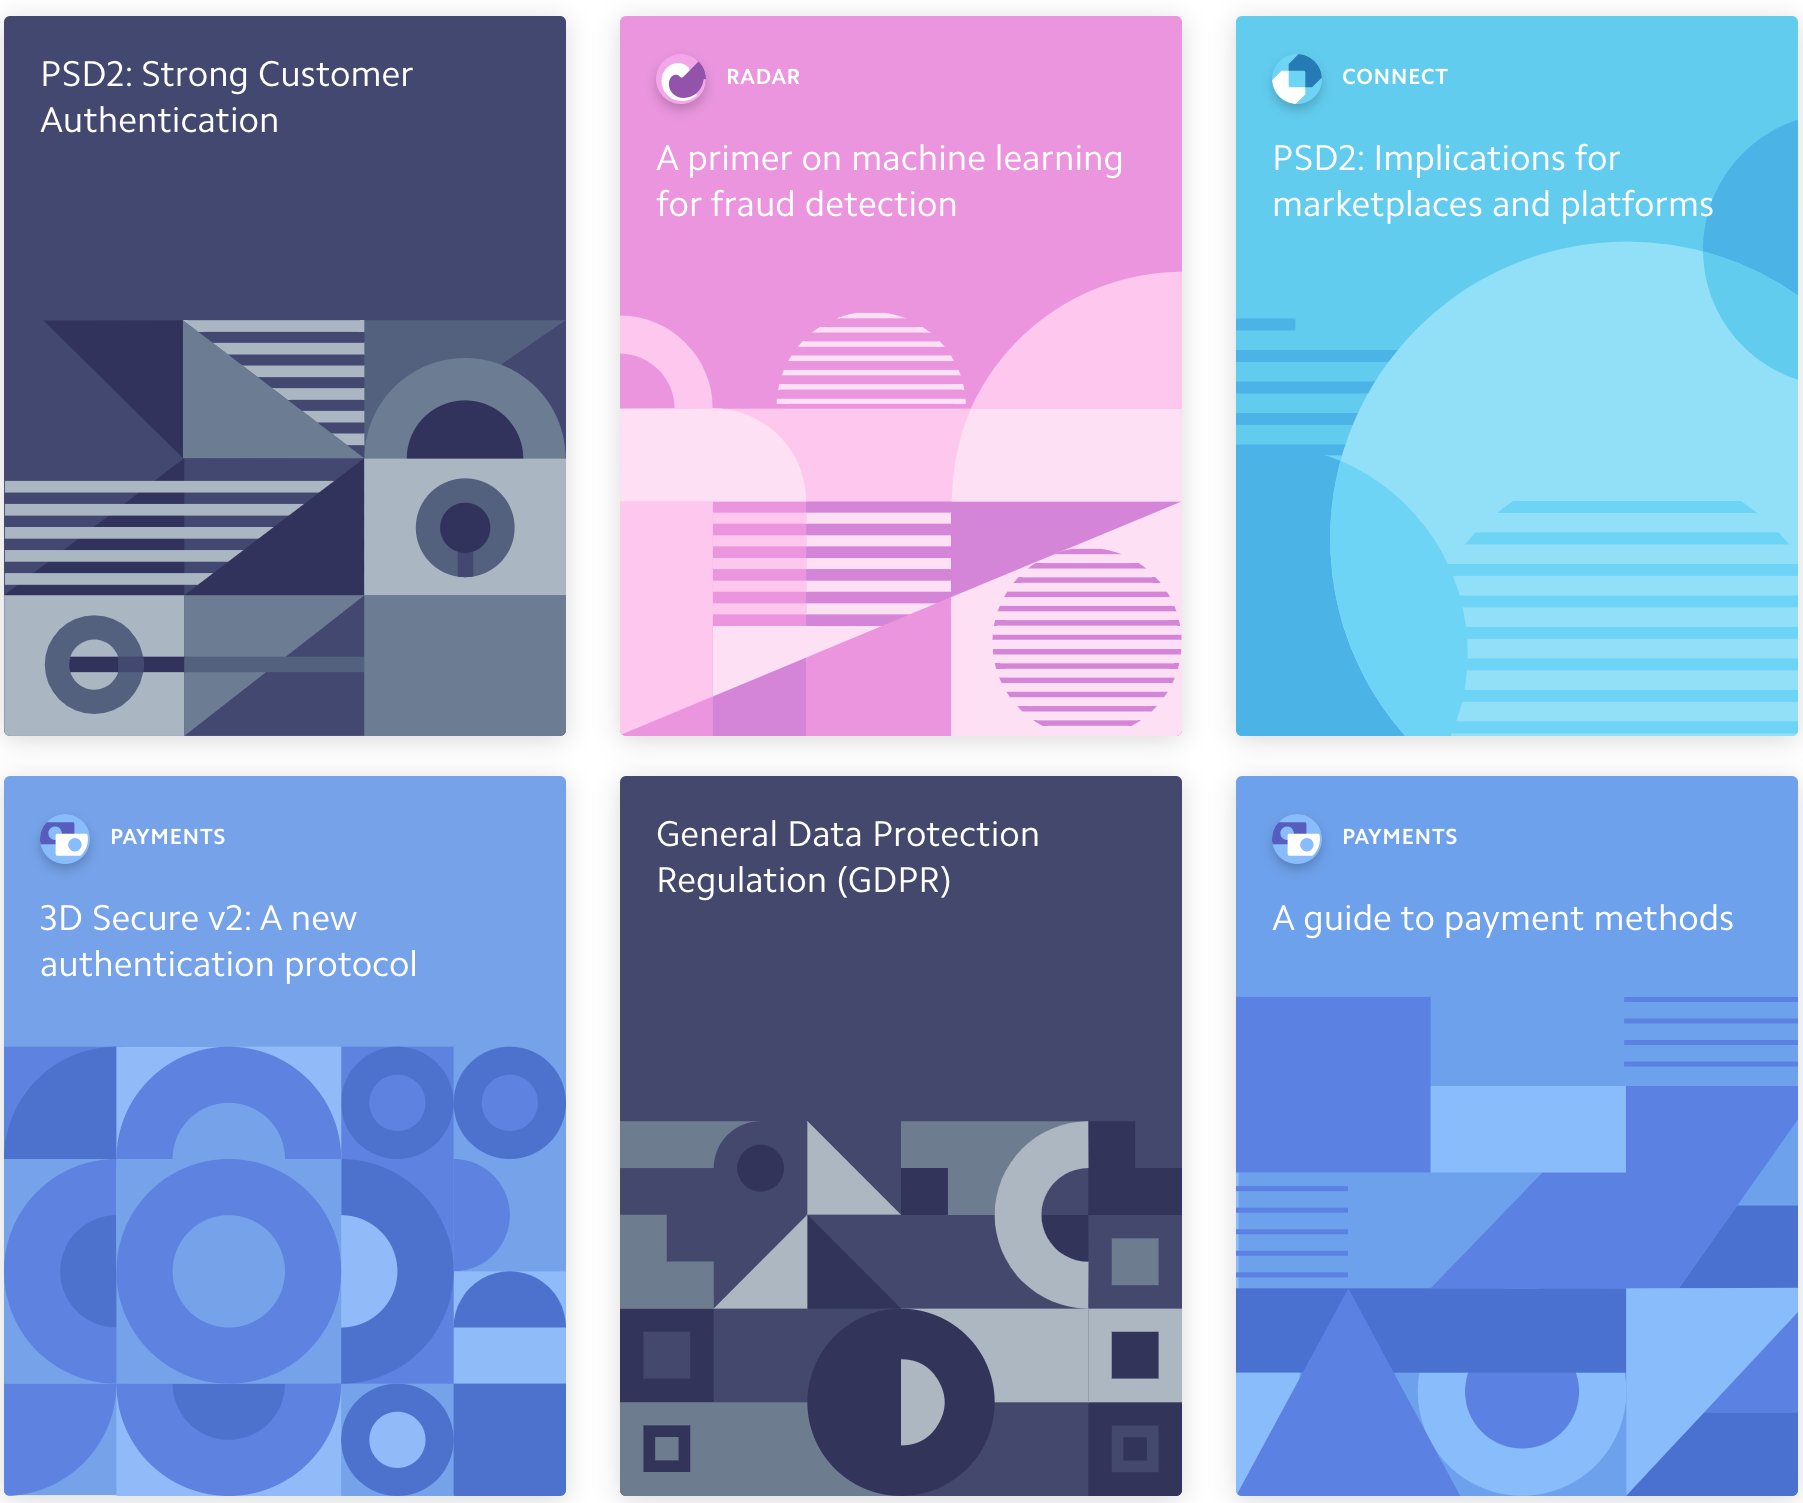 PSD2: Strong Customer
Authentication
RADAR
A primer on machine learning
for fraud detection
CONNECT
PSD2: Implications for
marketplaces and platforms
PAYMENTS
3D Secure v2: A new
authentication protocol
General Data Protection
Regulation (GDPR)
PAYMENTS
A guide to payment methods